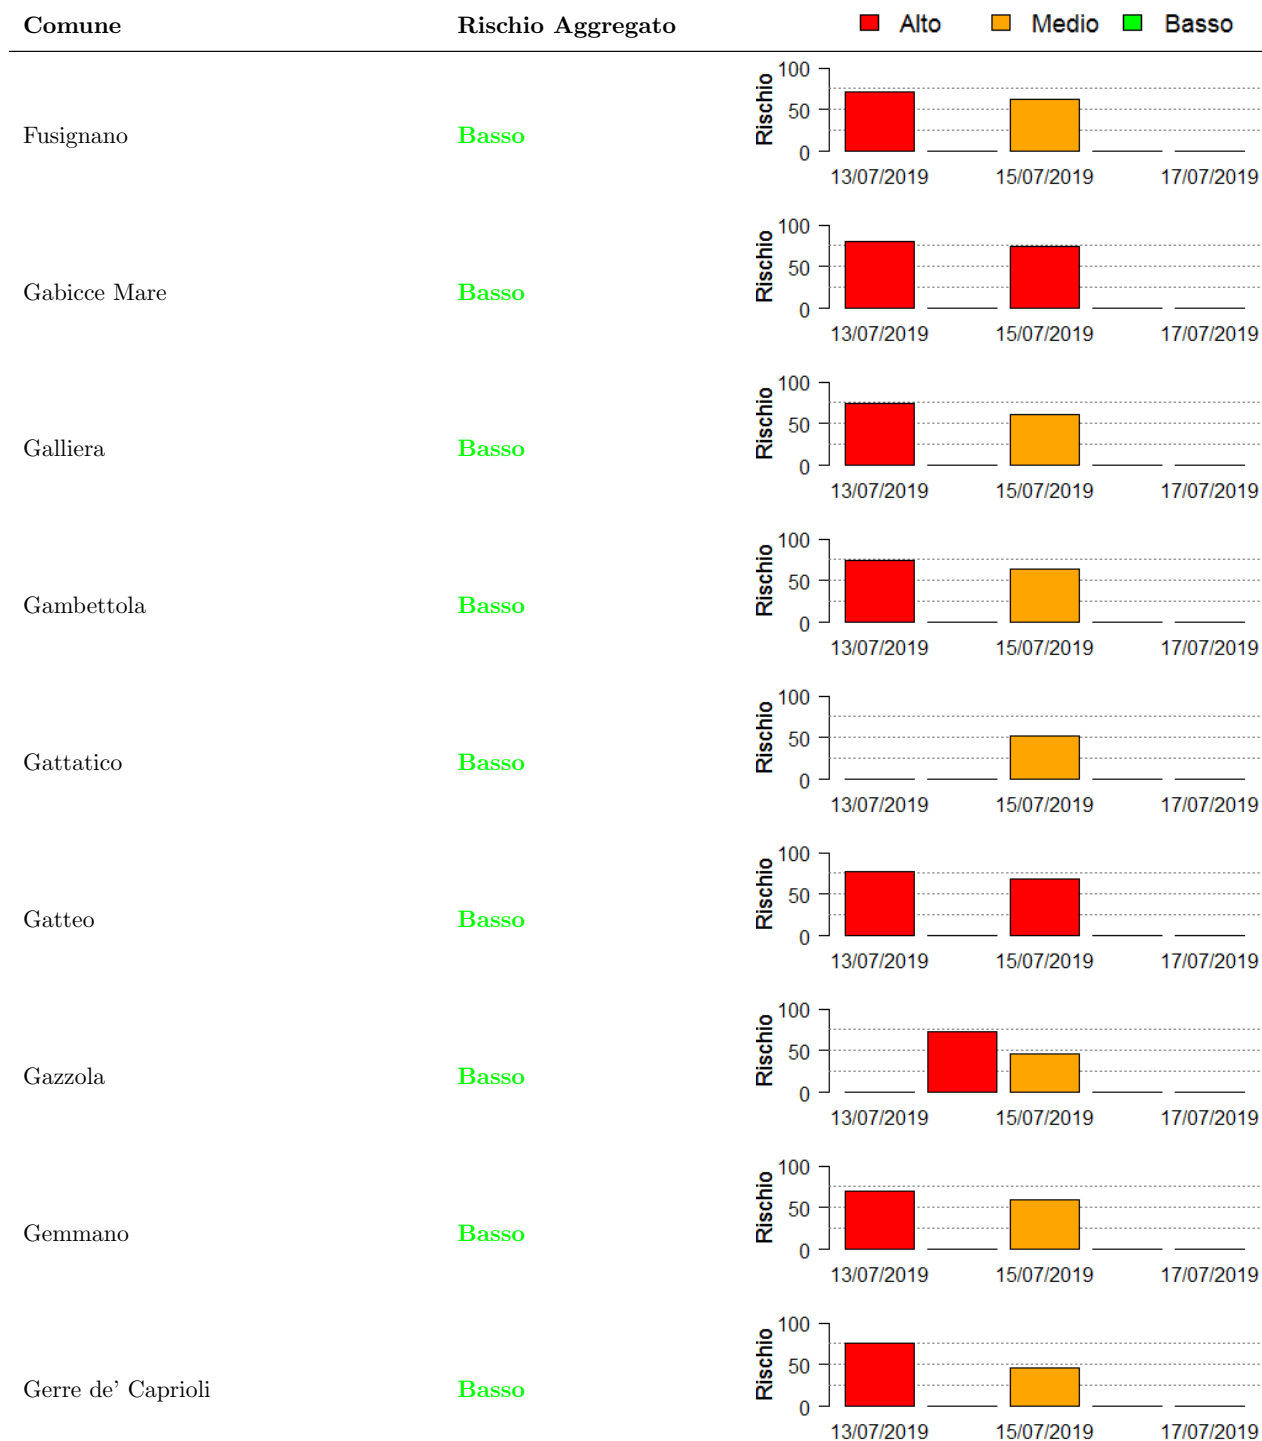 Comune Rischio Aggregato Alto Medio Basso
Fusignano Basso Rischio 100 50 0
13/07/2019 15/07/2019 17/07/2019
Gabicce Mare Basso Rischio 100 50 0
13/07/2019 15/07/2019 17/07/2019
Galliera Basso Rischio 100 50 0
13/07/2019 15/07/2019 17/07/2019
Gambettola Basso Rischio 100 50 0
13/07/2019 15/07/2019 17/07/2019
Gattatico Basso Rischio 100 50 0
13/07/2019 15/07/2019 17/07/2019
Gatteo Basso Rischio 100 50 0
13/07/2019 15/07/2019 17/07/2019
Gazzola Basso Rischio 100 50 0
13/07/2019 15/07/2019 17/07/2019
Gemmano Basso Rischio 100 50 0
13/07/2019 15/07/2019 17/07/2019
Gerre de' Caprioli Basso Rischio 100 50 0
13/07/2019 15/07/2019 17/07/2019